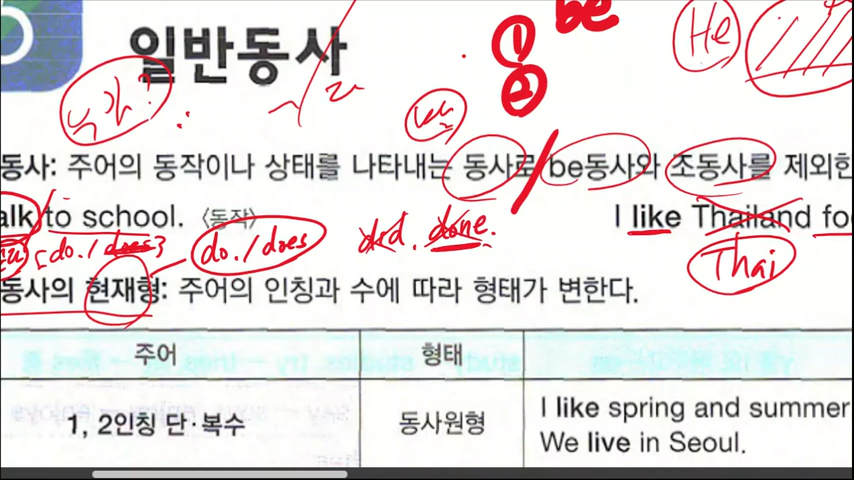 일반동사
① be
②
He
누가?
동사: 주어의 동작이나 상태를 나타내는 동사로 be동사와 조동사를 제외한
alk to school. 〈동작〉
I like Thailand foo
do. / does
do. / does
did. done.
Thai
동사의 현재형: 주어의 인칭과 수에 따라 형태가 변한다.
주어 형태
1, 2인칭 단·복수 동사원형
I like spring and summer
We live in Seoul.